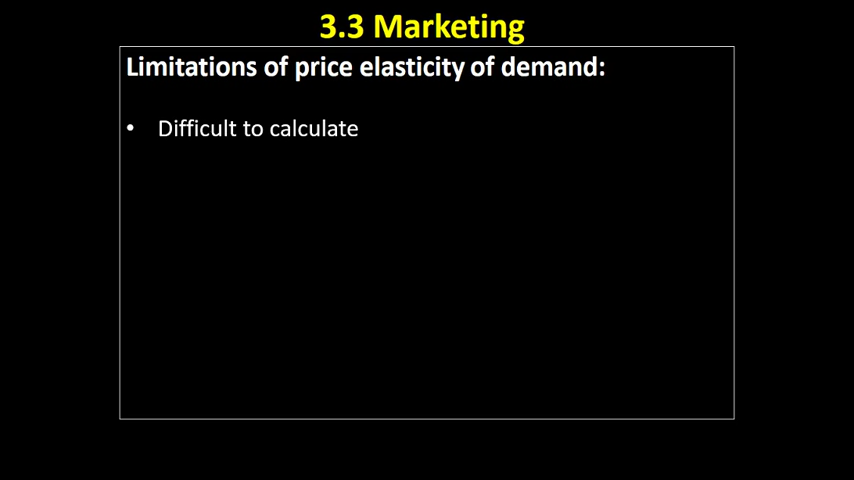 3.3 Marketing
Limitations of price elasticity of demand:
• Difficult to calculate